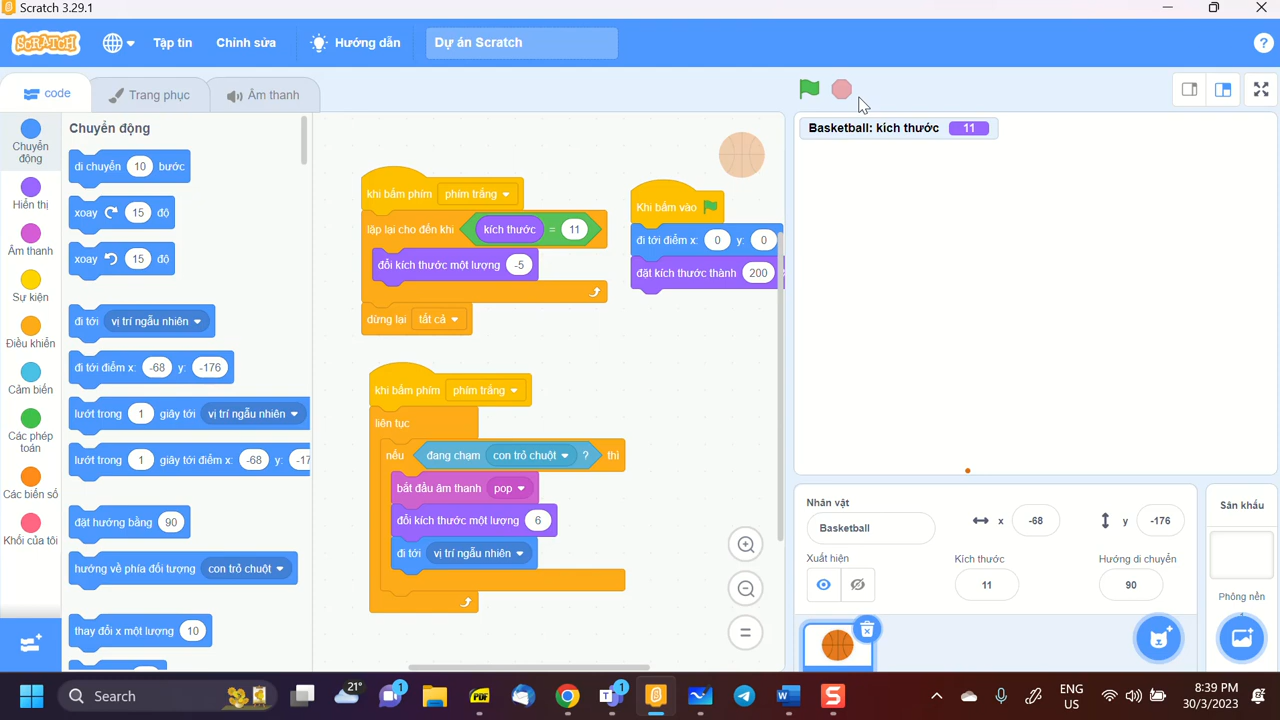 Scratch 3.29.1
SCRATCH
Tập tin
Chỉnh sửa
Hướng dẫn
Dự án Scratch
?
code
Trang phục
Âm thanh
Chuyển động
Hiển thị
Âm thanh
Sự kiện
Điều khiển
Cảm biến
Các phép toán
Các biến số
Khối của tôi
Chuyển động
di chuyển 10 bước
xoay 15 độ
xoay 15 độ
đi tới vị trí ngẫu nhiên
đi tới điểm x: -68 y: -176
lướt trong 1 giây tới vị trí ngẫu nhiên
lướt trong 1 giây tới điểm x: -68 y: -17
đặt hướng bằng 90
hướng về phía đối tượng con trỏ chuột
thay đổi x một lượng 10
khi bấm phím phím trắng
lặp lại cho đến khi kích thước = 11
đổi kích thước một lượng -5
dừng lại tất cả
Khi bấm vào
đi tới điểm x: 0 y: 0
đặt kích thước thành 200
khi bấm phím phím trắng
liên tục
nếu đang chạm con trỏ chuột ? thì
bắt đầu âm thanh pop
đổi kích thước một lượng 6
đi tới vị trí ngẫu nhiên
Basketball: kích thước 11
Nhân vật
Basketball
x -68
y -176
Xuất hiện
Kích thước
11
Hướng di chuyển
90
Sân khấu
Phông nền
Search
21°
1
PDF
1
S
W
ENG
US
8:39 PM
30/3/2023